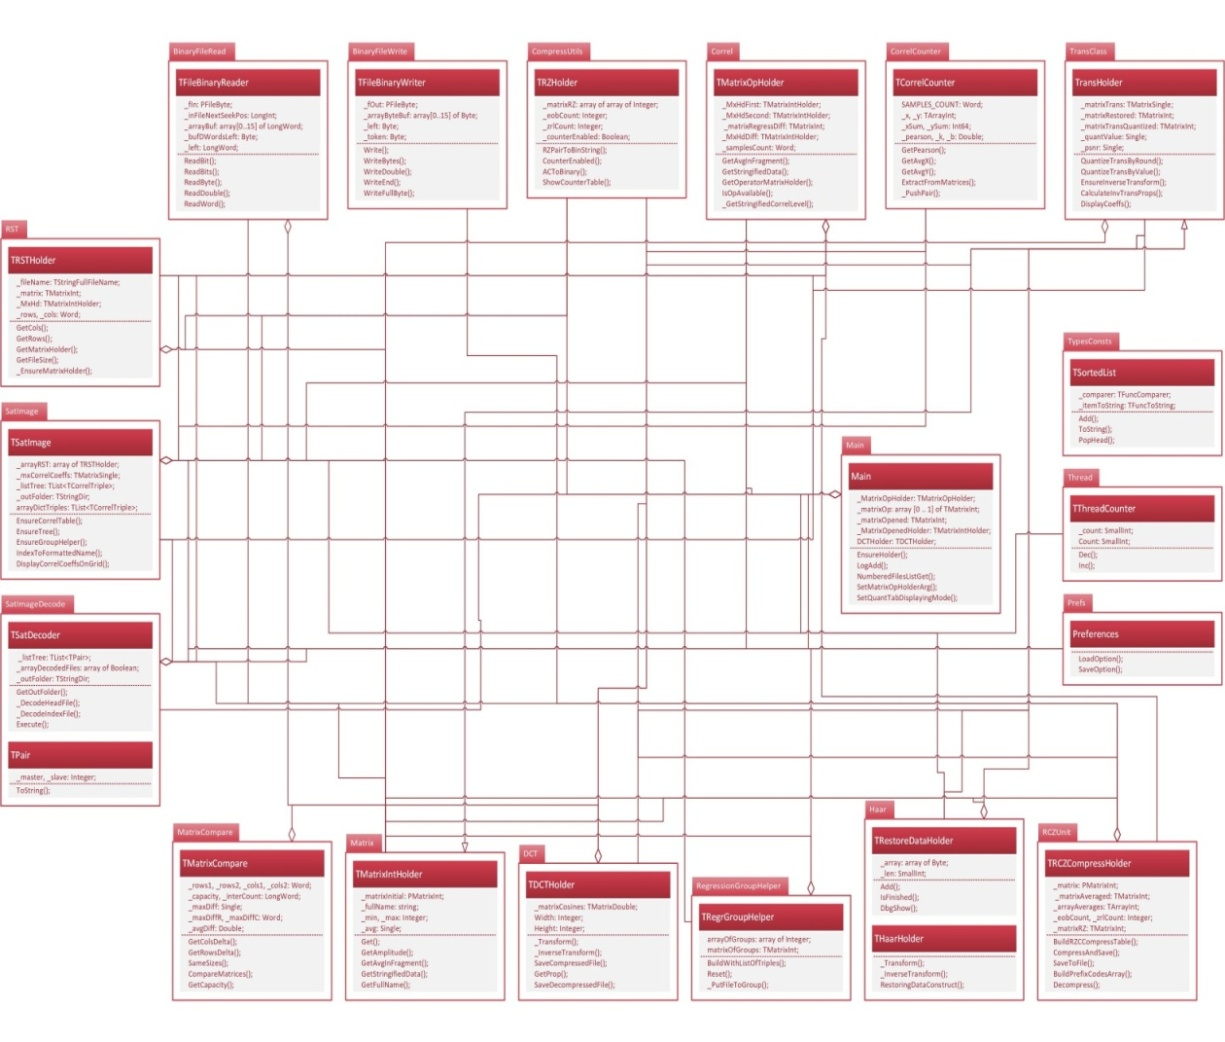 BinaryFileRead
TFileBinaryReader
_fIn: PFileByte;
_inFileNextSeekPos: LongInt;
_arrayBuf: array[0..15] of LongWord;
_bufDWordsLeft: Byte;
_left: LongWord;
ReadBit();
ReadBits();
ReadByte();
ReadDouble();
ReadWord();
BinaryFileWrite
TFileBinaryWriter
_fOut: PFileByte;
_arrayByteBuf: array[0..15] of Byte;
_left: Byte;
_token: Byte;
Write();
WriteBytes();
WriteDouble();
WriteEnd();
WriteFullByte();
CompressUtils
TRZHolder
_matrixRZ: array of array of Integer;
_eobCount: Integer;
_zrlCount: Integer;
_counterEnabled: Boolean;
RZPairToBinString();
CounterEnabled();
ACToBinary();
ShowCounterTable();
Correl
TMatrixOpHolder
_MxHdFirst: TMatrixIntHolder;
_MxHdSecond: TMatrixIntHolder;
_matrixRegressDiff: TMatrixInt;
_MxHdDiff: TMatrixIntHolder;
_samplesCount: Word;
GetAvgInFragment();
GetStringifiedData();
GetOperatorMatrixHolder();
IsOpAvailable();
_GetStringifiedCorrelLevel();
CorrelCounter
TCorrelCounter
SAMPLES_COUNT: Word;
_x, _y: TArrayInt;
_xSum, _ySum: Int64;
_pearson, _k, _b: Double;
GetPearson();
GetAvgX();
GetAvgY();
ExtractFromMatrices();
_PushPair();
TransClass
TransHolder
_matrixTrans: TMatrixSingle;
_matrixRestored: TMatrixInt;
_matrixTransQuantized: TMatrixInt;
_quantValue: Single;
_psnr: Single;
QuantizeTransByRound();
QuantizeTransByValue();
EnsureInverseTransform();
CalculateInvTransProps();
DisplayCoeffs();
RST
TRSTHolder
_fileName: TStringFullFileName;
_matrix: TMatrixInt;
_MxHd: TMatrixIntHolder;
_rows, _cols: Word;
GetCols();
GetRows();
GetMatrixHolder();
GetFileSize();
_EnsureMatrixHolder();
SatImage
TSatImage
_arrayRST: array of TRSTHolder;
_mxCorrelCoeffs: TMatrixSingle;
_listTree: TList<TCorrelTriple>;
_outFolder: TStringDir;
arrayDictTriples: TList<TCorrelTriple>;
EnsureCorrelTable();
EnsureTree();
EnsureGroupHelper();
IndexToFormattedName();
DisplayCorrelCoeffsOnGrid();
SatImageDecode
TSatDecoder
_listTree: TList<TPair>;
_arrayDecodedFiles: array of Boolean;
_outFolder: TStringDir;
GetOutFolder();
_DecodeHeadFile();
_DecodeIndexFile();
Execute();
TPair
_master, _slave: Integer;
ToString();
TypesConsts
TSortedList
_comparer: TFuncComparer;
_itemToString: TFuncToString;
Add();
ToString();
PopHead();
Main
Main
_MatrixOpHolder: TMatrixOpHolder;
_matrixOp: array [0 .. 1] of TMatrixInt;
_matrixOpened: TMatrixInt;
_MatrixOpenedHolder: TMatrixIntHolder;
DCTHolder: TDCTHolder;
EnsureHolder();
LogAdd();
NumberedFilesListGet();
SetMatrixOpHolderArg();
SetQuantTabDisplayingMode();
Thread
TThreadCounter
_count: SmallInt;
Count: SmallInt;
Dec();
Inc();
Prefs
Preferences
LoadOption();
SaveOption();
MatrixCompare
TMatrixCompare
_rows1, _rows2, _cols1, _cols2: Word;
_capacity, _interCount: LongWord;
_maxDiff: Single;
_maxDiffR, _maxDiffC: Word;
_avgDiff: Double;
GetColsDelta();
GetRowsDelta();
SameSizes();
CompareMatrices();
GetCapacity();
Matrix
TMatrixIntHolder
_matrixInitial: PMatrixInt;
_fullName: string;
_min, _max: Integer;
_avg: Single;
Get();
GetAmplitude();
GetAvgInFragment();
GetStringifiedData();
GetFullName();
DCT
TDCTHolder
_matrixCosines: TMatrixDouble;
Width: Integer;
Height: Integer;
_Transform();
_InverseTransform();
SaveCompressedFile();
GetProp();
SaveDecompressedFile();
RegressionGroupHelper
TRegrGroupHelper
arrayOfGroups: array of Integer;
matrixOfGroups: TMatrixInt;
BuildWithListOfTriples();
Reset();
_PutFileToGroup();
Haar
TRestoreDataHolder
_array: array of Byte;
_len: SmallInt;
Add();
IsFinished();
DbgShow();
THaarHolder
_Transform();
_InverseTransform();
RestoringDataConstruct();
RCZUnit
TRCZCompressHolder
_matrix: PMatrixInt;
_matrixAveraged: TMatrixInt;
_arrayAverages: TArrayInt;
_eobCount, _zrlCount: Integer;
_matrixRZ: TMatrixInt;
BuildRZCCompressTable();
CompressAndSave();
SaveToFile();
BuildPrefixCodesArray();
Decompress();